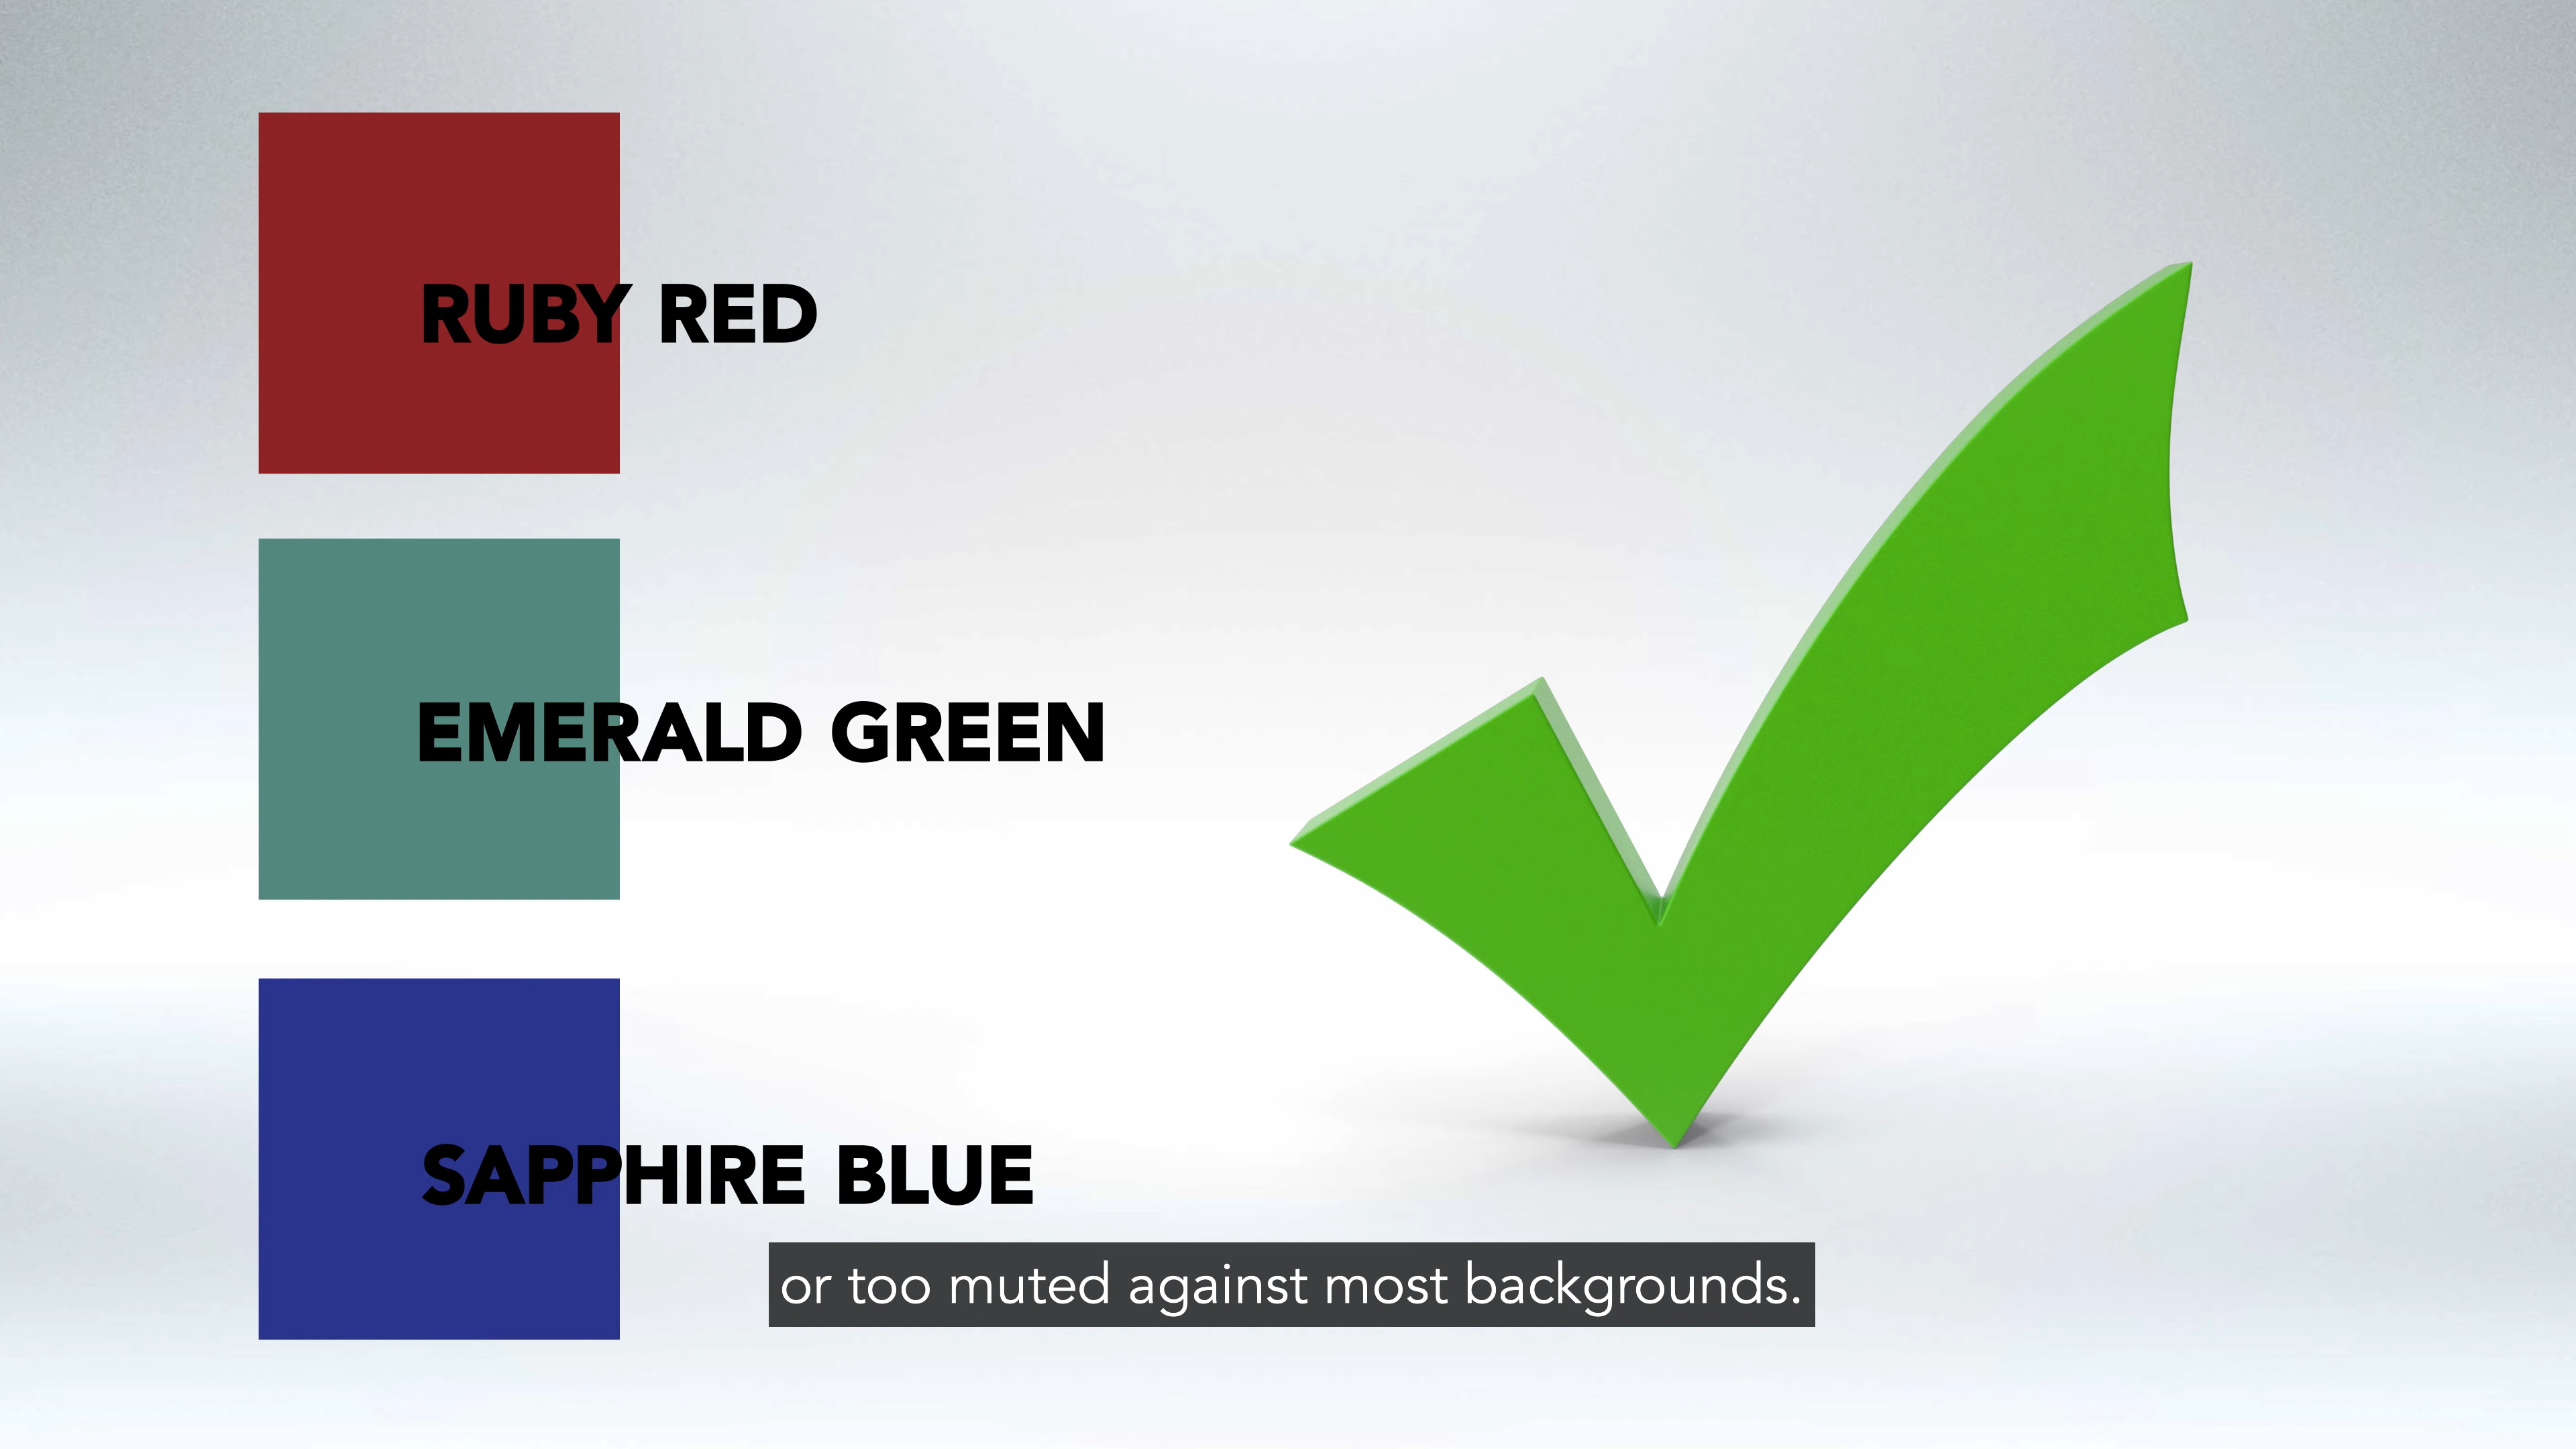 RUBY RED
EMERALD GREEN
SAPPHIRE BLUE
or too muted against most backgrounds.